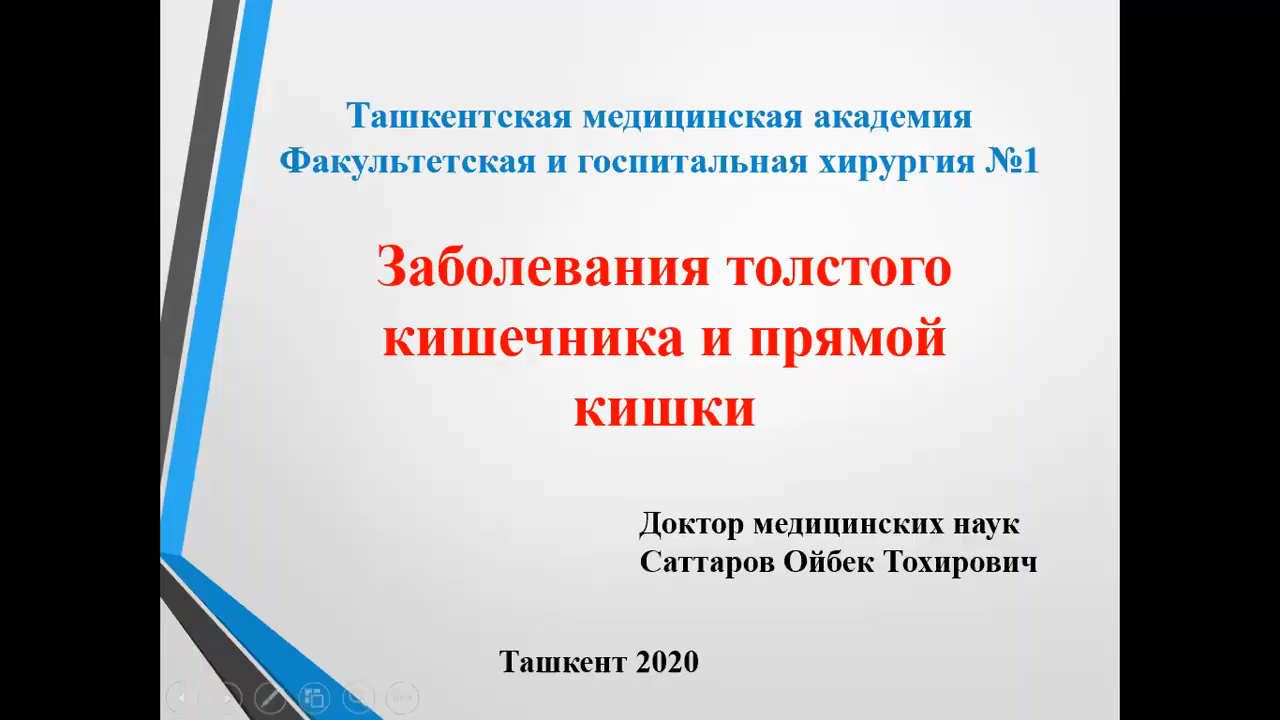 Ташкентская медицинская академия
Факультетская и госпитальная хирургия №1
Заболевания толстого
кишечника и прямой
кишки
Доктор медицинских наук
Саттаров Ойбек Тохирович
Ташкент 2020